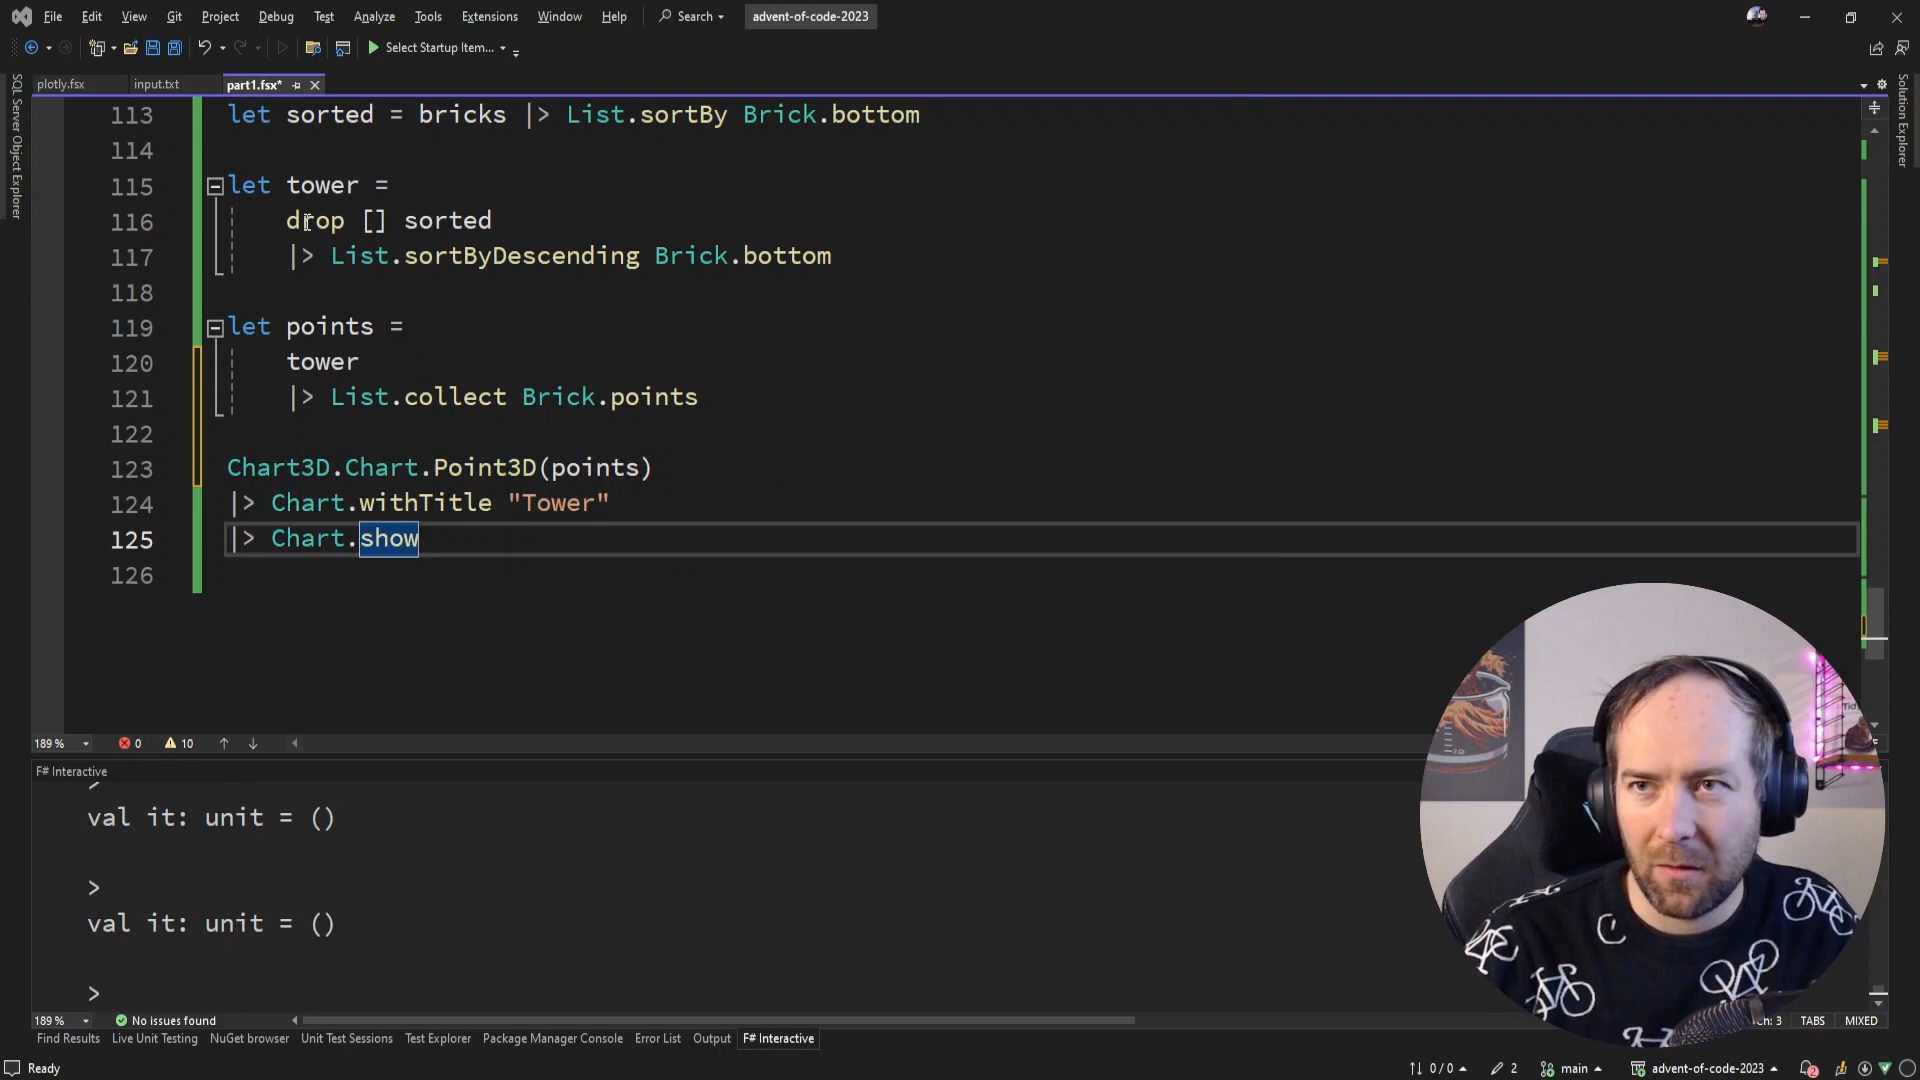 File Edit View Git Project Debug Test Analyze Tools Extensions Window Help Search advent-of-code-2023
Select Startup Item...
plotly.fsx input.txt part1.fsx*
SQL Server Object Explorer
Solution Explorer
113 let sorted = bricks |> List.sortBy Brick.bottom
114
115 let tower =
116 drop [] sorted
117 |> List.sortByDescending Brick.bottom
118
119 let points =
120 tower
121 |> List.collect Brick.points
122
123 Chart3D.Chart.Point3D(points)
124 |> Chart.withTitle "Tower"
125 |> Chart.show
126
189 % 0 10
F# Interactive
>
val it: unit = ()
>
val it: unit = ()
>
189 % No issues found Ch: 3 TABS MIXED
Find Results Live Unit Testing NuGet browser Unit Test Sessions Test Explorer Package Manager Console Error List Output F# Interactive
Ready 0 / 0 2 main advent-of-code-2023 2